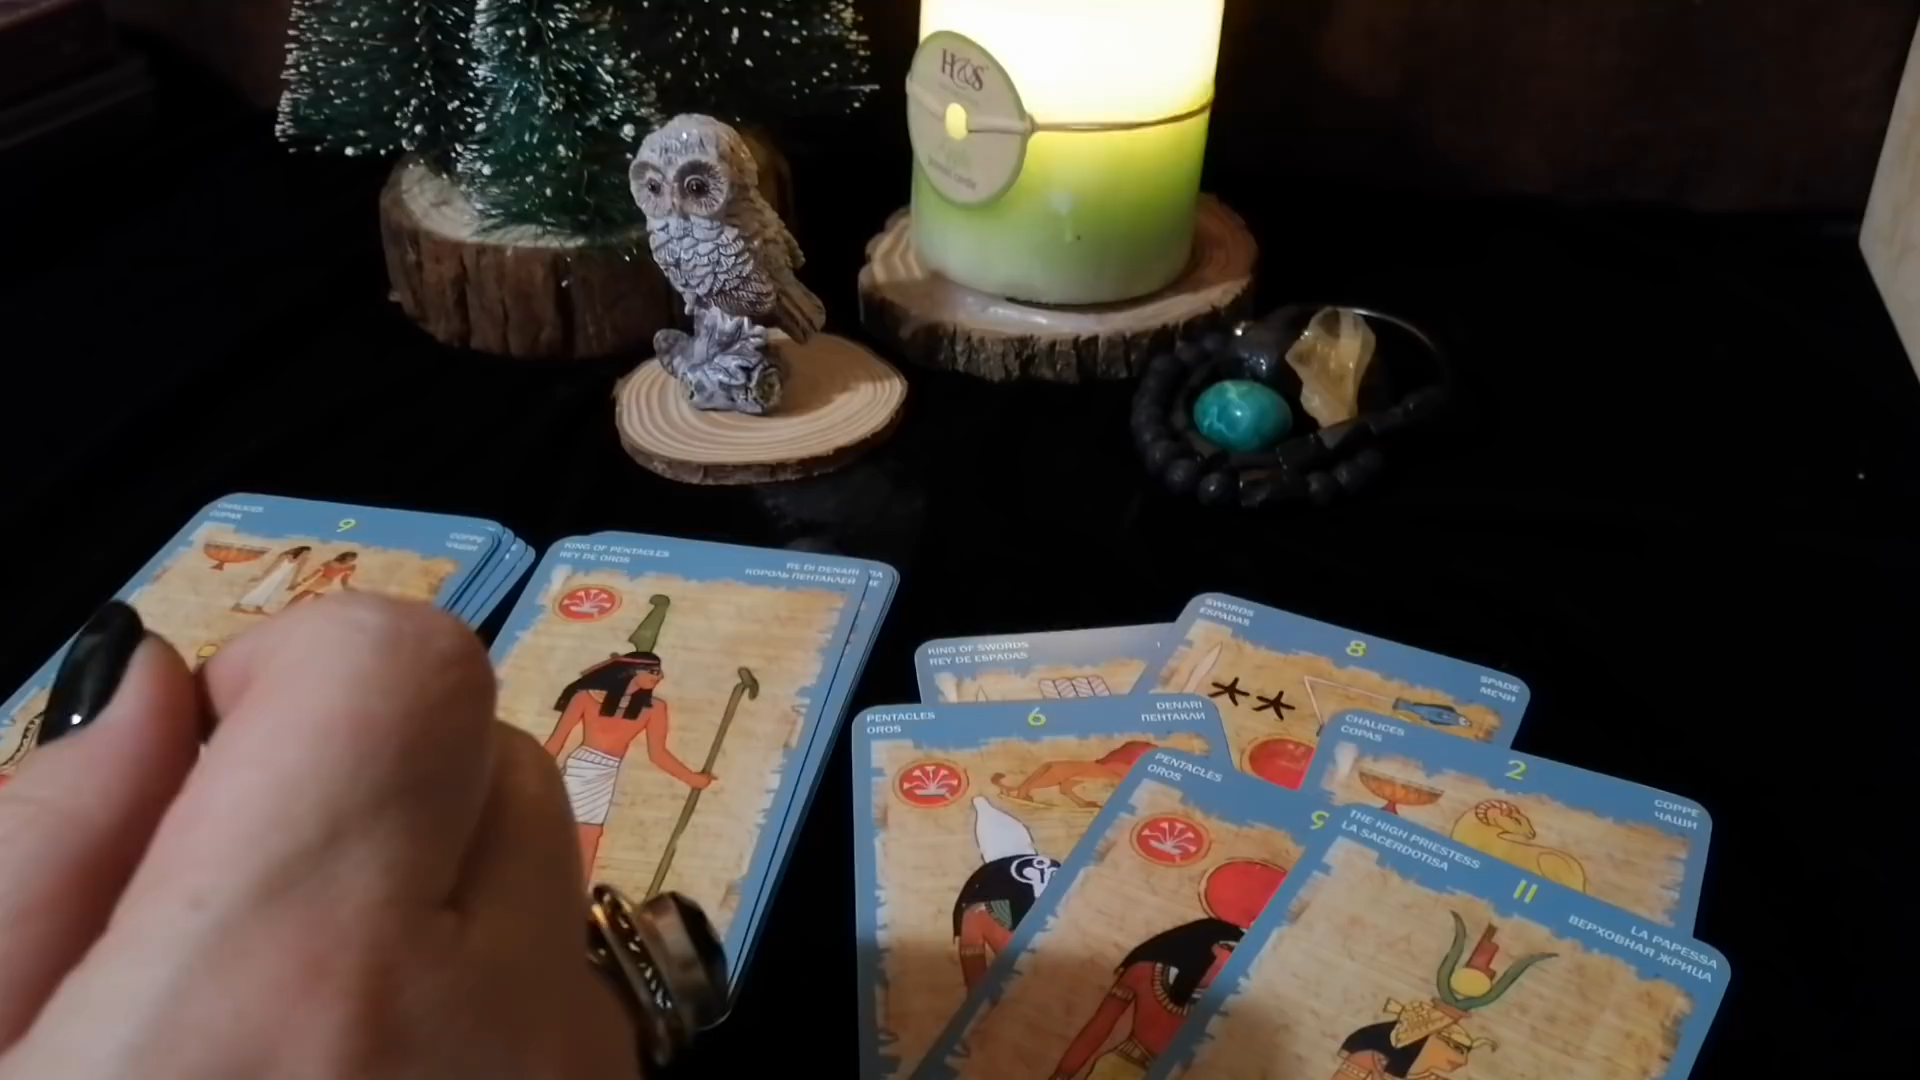 H&S
CHALICES
COPAS
9
COPPE
ЧАШИ
KING OF PENTACLES
REY DE OROS
RE DI DENARI
КОРОЛЬ ПЕНТАКЛЕЙ
KING OF SWORDS
REY DE ESPADAS
SWORDS
ESPADAS
8
SPADE
МЕЧИ
PENTACLES
OROS
6
DENARI
ПЕНТАКЛИ
PENTACLES
OROS
9
CHALICES
COPAS
2
COPPE
ЧАШИ
THE HIGH PRIESTESS
LA SACERDOTISA
II
LA PAPESSA
ВЕРХОВНАЯ ЖРИЦА